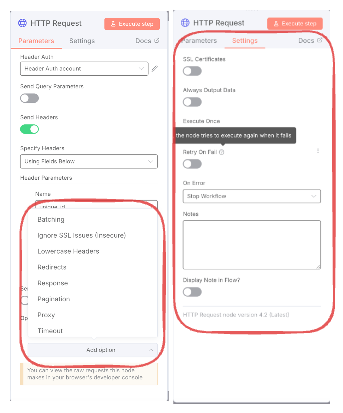 HTTP Request
Execute step
Parameters
Settings
Docs
Header Auth
Header Auth account
Send Query Parameters
Send Headers
Specify Headers
Using Fields Below
Header Parameters
Name
Batching
Ignore SSL Issues (Insecure)
Lowercase Headers
Redirects
Response
Pagination
Proxy
Timeout
Add option
You can view the raw requests this node
makes in your browser's developer console
HTTP Request
Execute step
Parameters
Settings
Docs
SSL Certificates
Always Output Data
Execute Once
the node tries to execute again when it fails
Retry On Fail
On Error
Stop Workflow
Notes
Display Note in Flow?
HTTP Request node version 4.2 (Latest)